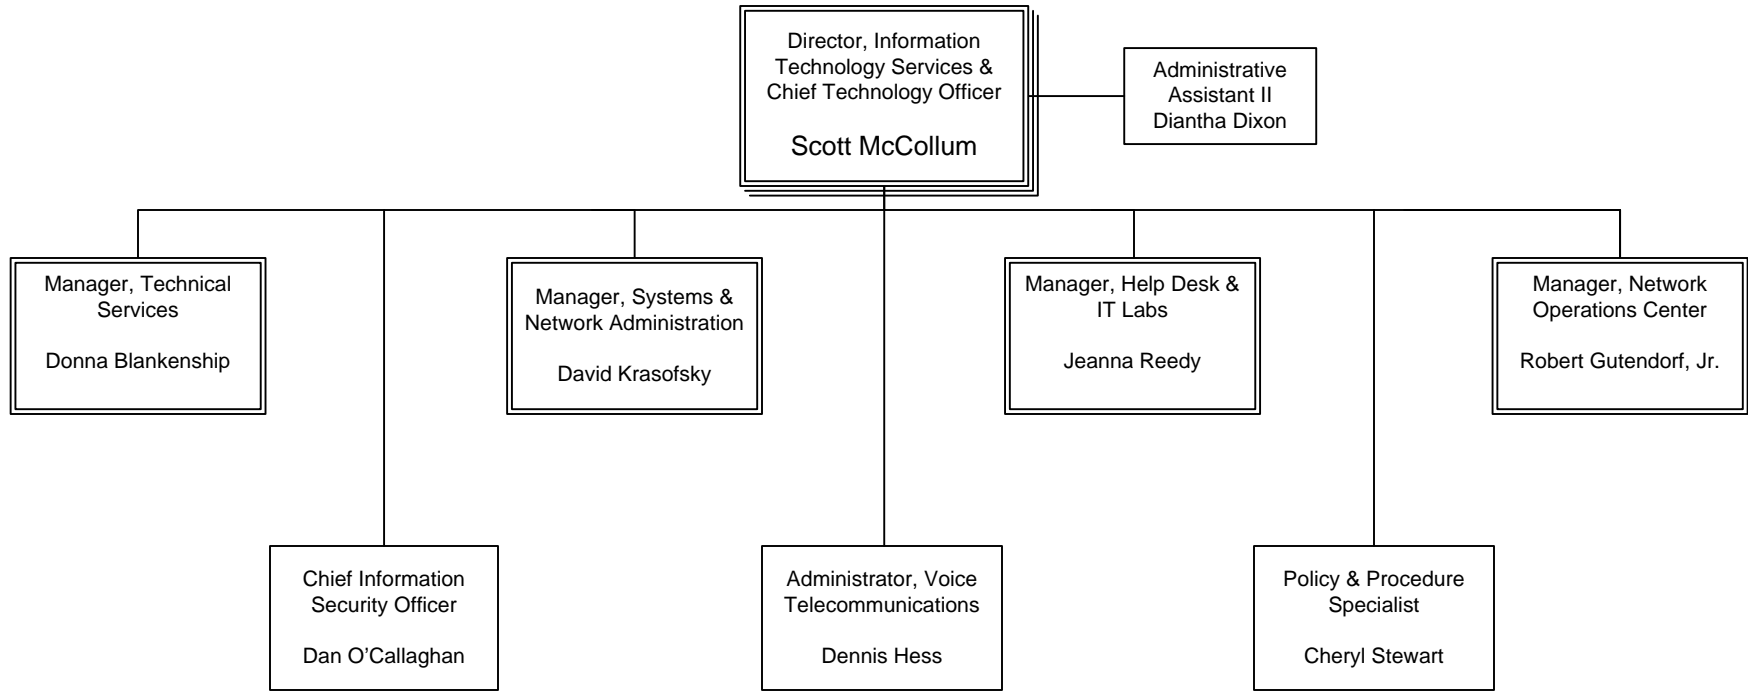 Director, Information
Technology Services &
Chief Technology Officer
Scott McCollum
Administrative
Assistant II
Diantha Dixon
Manager, Technical
Services
Donna Blankenship
Manager, Systems &
Network Administration
David Krasofsky
Manager, Help Desk &
IT Labs
Jeanna Reedy
Manager, Network
Operations Center
Robert Gutendorf, Jr.
Chief Information
Security Officer
Dan O’Callaghan
Administrator, Voice
Telecommunications
Dennis Hess
Policy & Procedure
Specialist
Cheryl Stewart